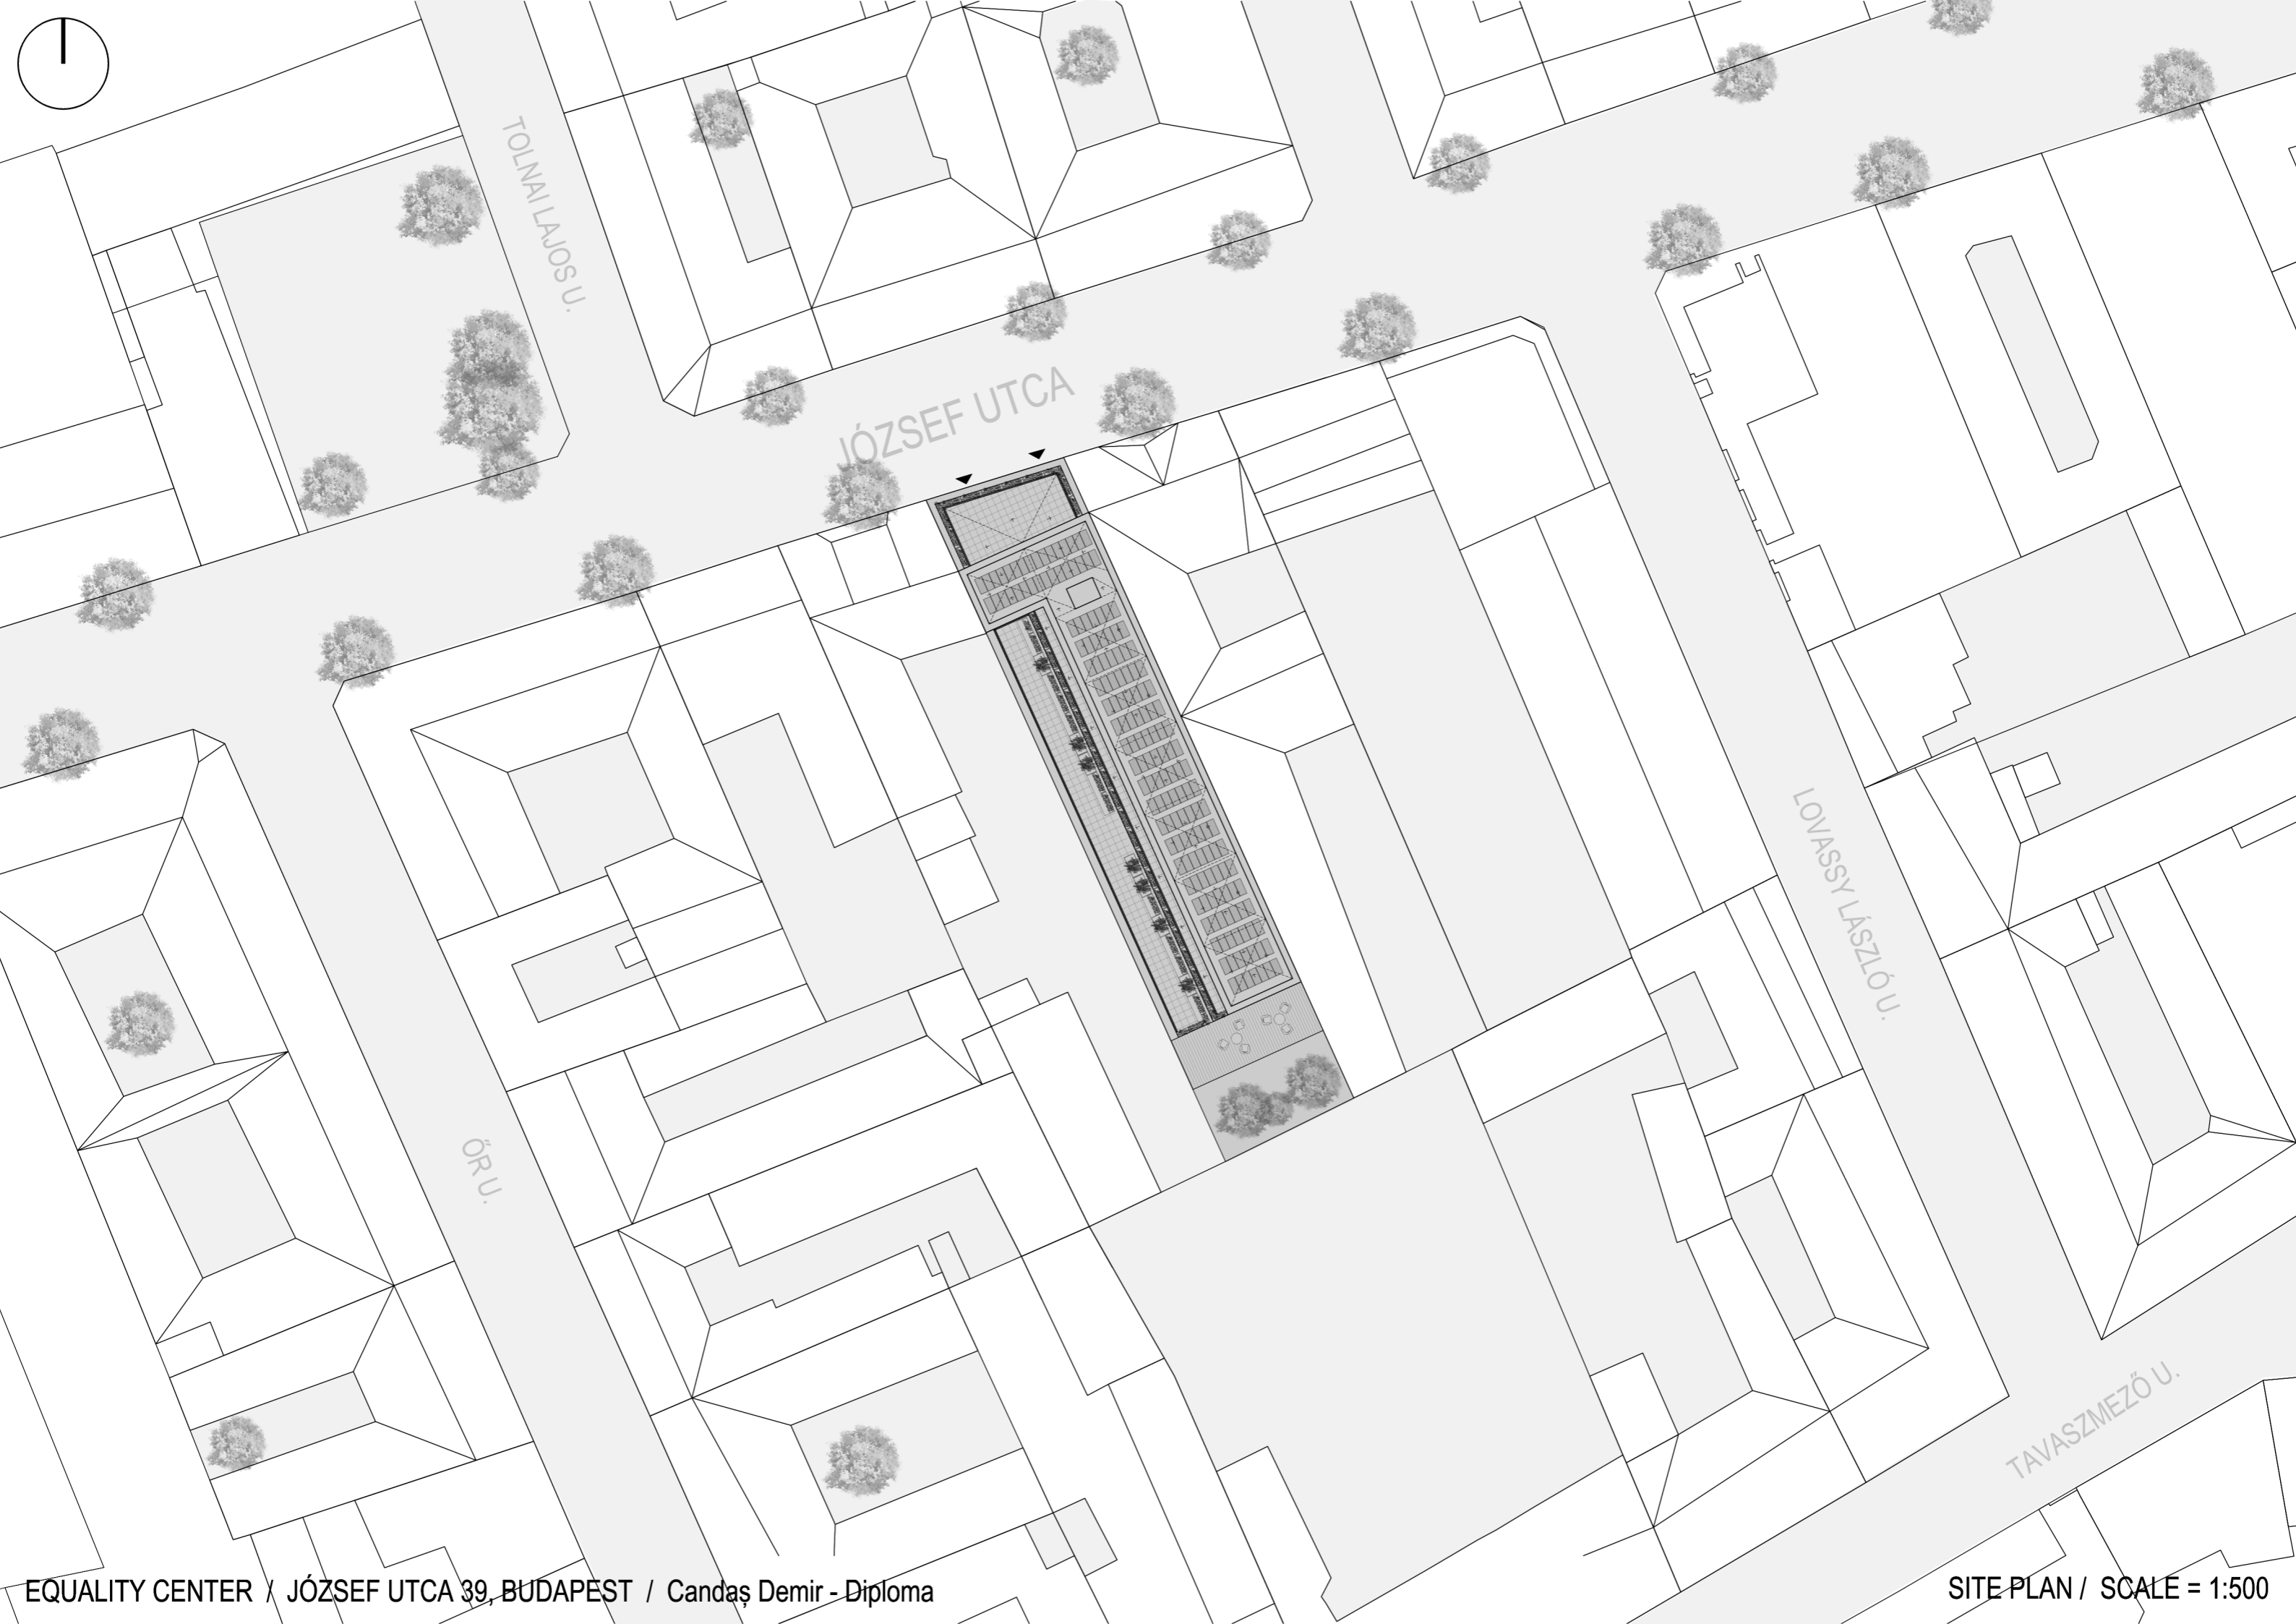 TOLNAI LAJOS U.
JÓZSEF UTCA
LOVASSY LÁSZLÓ U.
ŐR U.
TAVASZMEZŐ U.
EQUALITY CENTER / JÓZSEF UTCA 39, BUDAPEST / Candaş Demir - Diploma
SITE PLAN / SCALE = 1:500